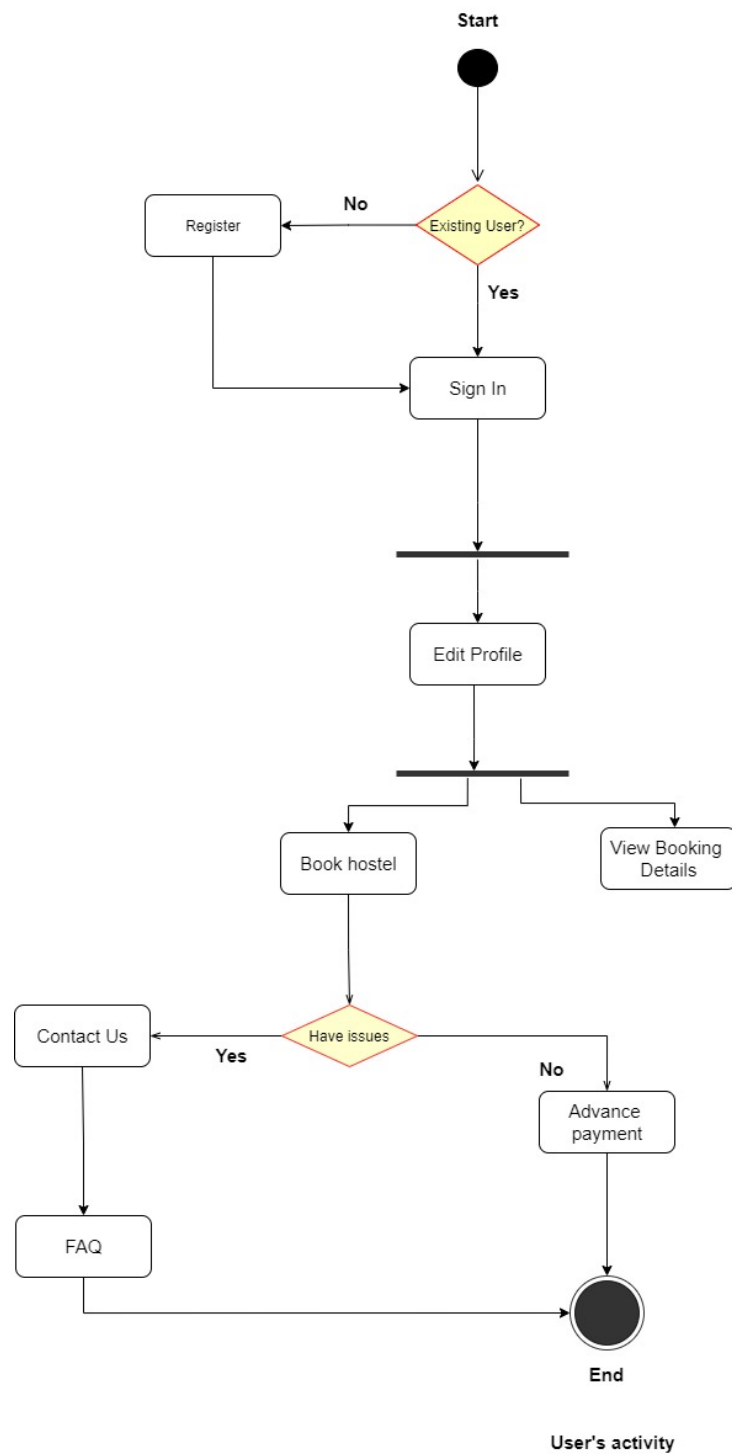 Start
Existing User?
No
Register
Yes
Sign In
Edit Profile
Book hostel
View Booking
Details
Contact Us
Yes
Have issues
No
Advance
payment
FAQ
End
User's activity